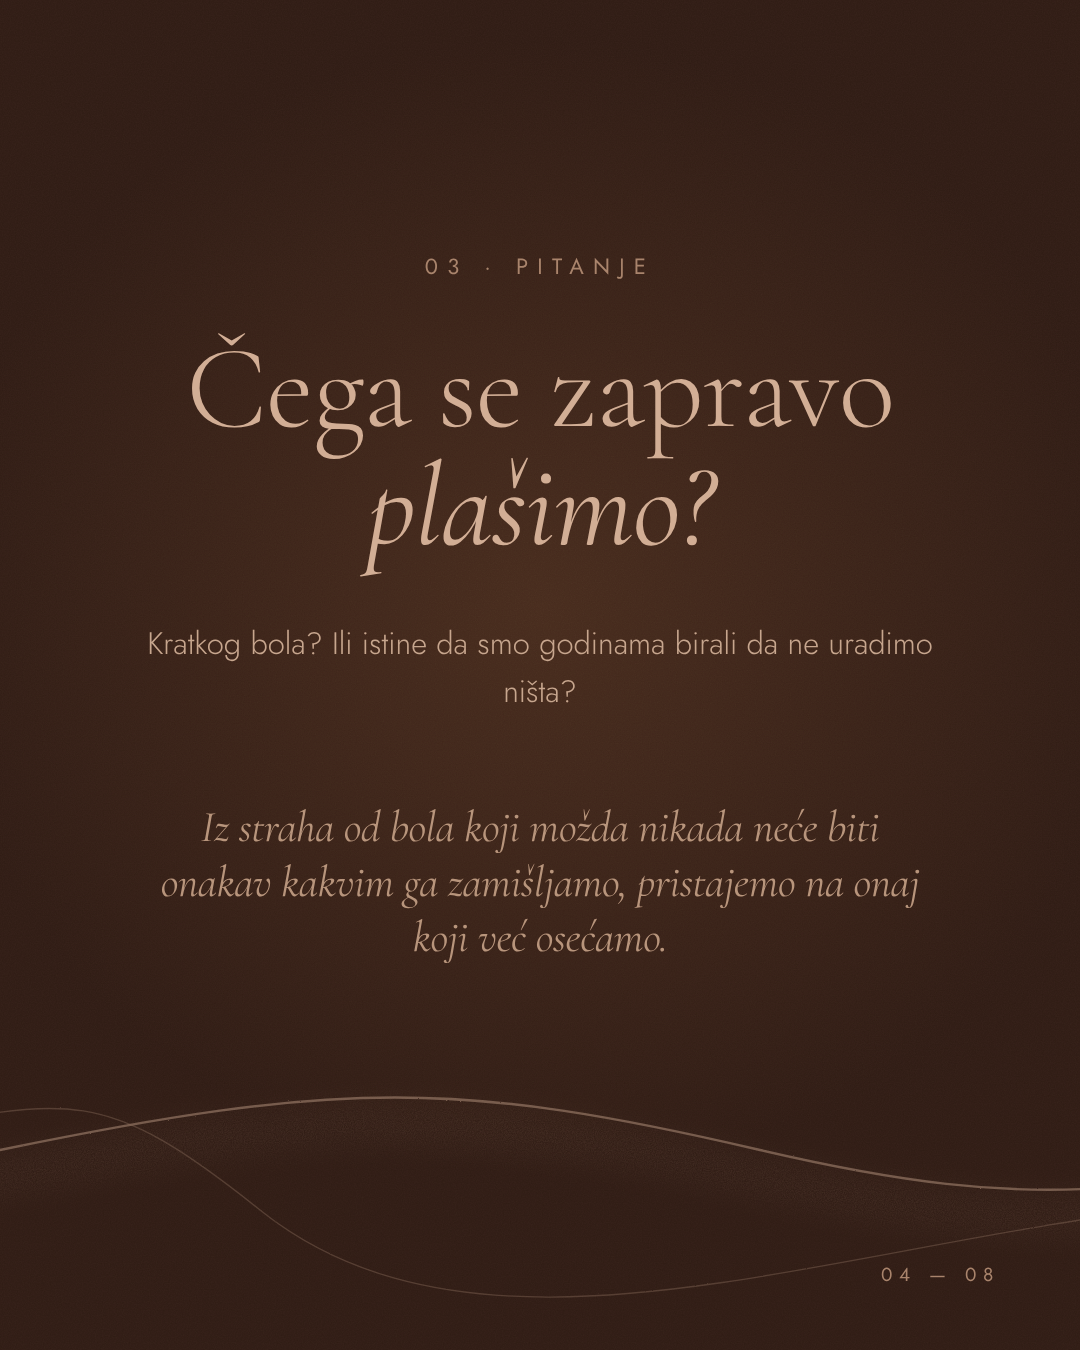 03 · PITANJE
Čega se zapravo
plašimo?
Kratkog bola? Ili istine da smo godinama birali da ne uradimo
ništa?
Iz straha od bola koji možda nikada neće biti
onakav kakvim ga zamišljamo, pristajemo na onaj
koji već osećamo.
04 — 08